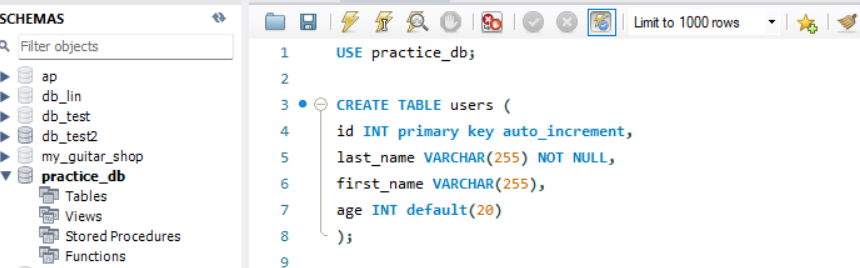 SCHEMAS
Filter objects
ap
db_lin
db_test
db_test2
my_guitar_shop
practice_db
Tables
Views
Stored Procedures
Functions
Limit to 1000 rows
1 USE practice_db;
2
3 CREATE TABLE users (
4 id INT primary key auto_increment,
5 last_name VARCHAR(255) NOT NULL,
6 first_name VARCHAR(255),
7 age INT default(20)
8 );
9